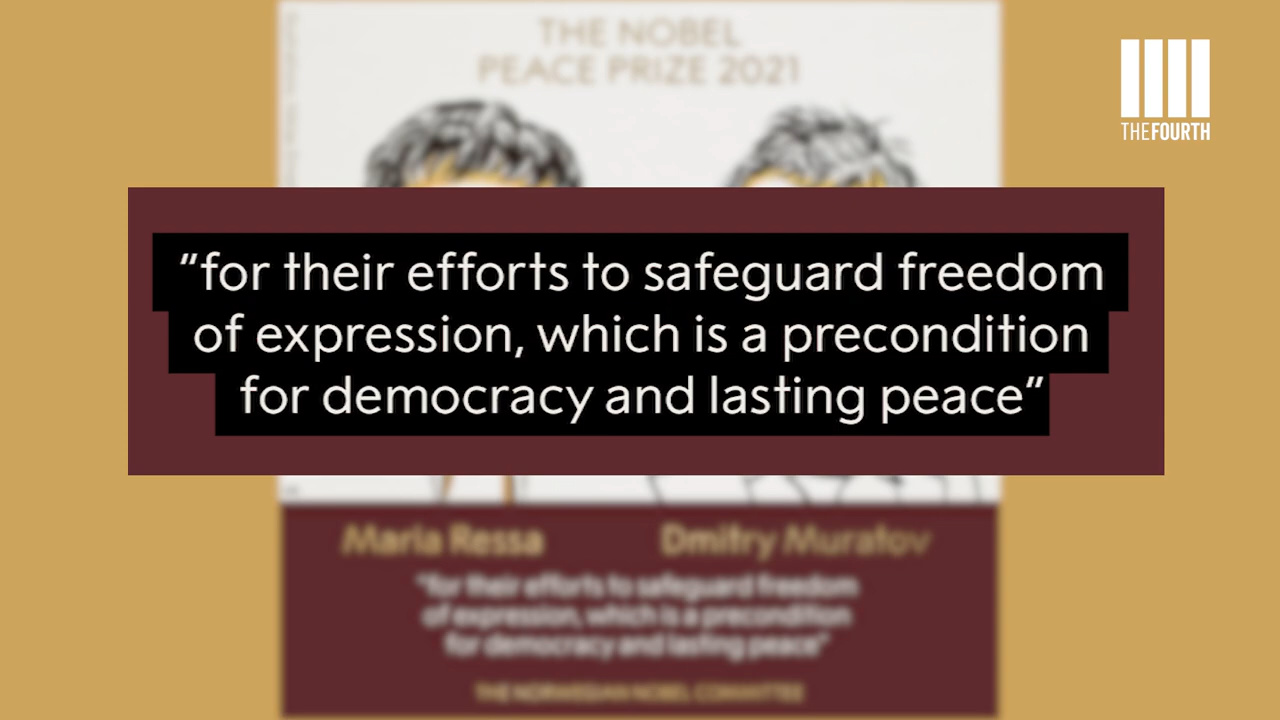 THE NOBEL
PEACE PRIZE 2021
THEFOURTH
“for their efforts to safeguard freedom
of expression, which is a precondition
for democracy and lasting peace”
Maria Ressa
Dmitry Muratov
“for their efforts to safeguard freedom
of expression, which is a precondition
for democracy and lasting peace”
THE NORWEGIAN NOBEL COMMITTEE